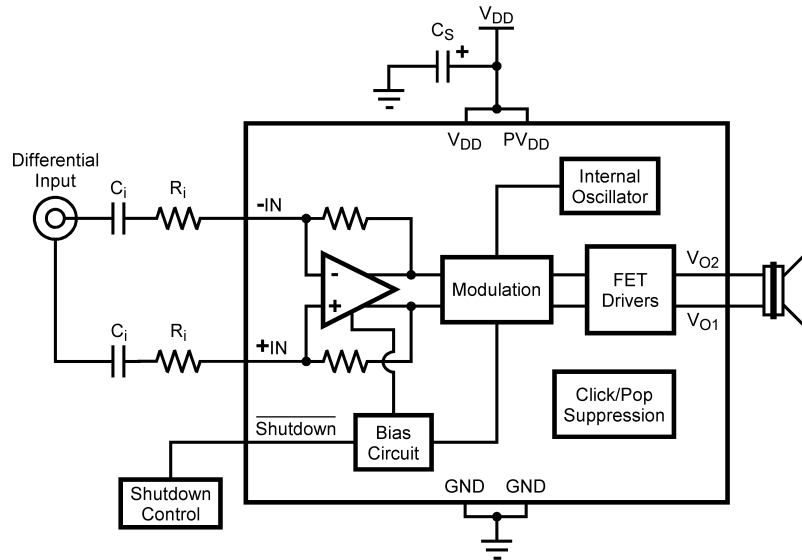 VDD
CS
+
VDD PVDD
Differential
Input
Ci
Ri
-IN
Internal
Oscillator
-
+
Modulation
FET
Drivers
VO2
VO1
Ci
Ri
+IN
Click/Pop
Suppression
Shutdown
Bias
Circuit
Shutdown
Control
GND GND